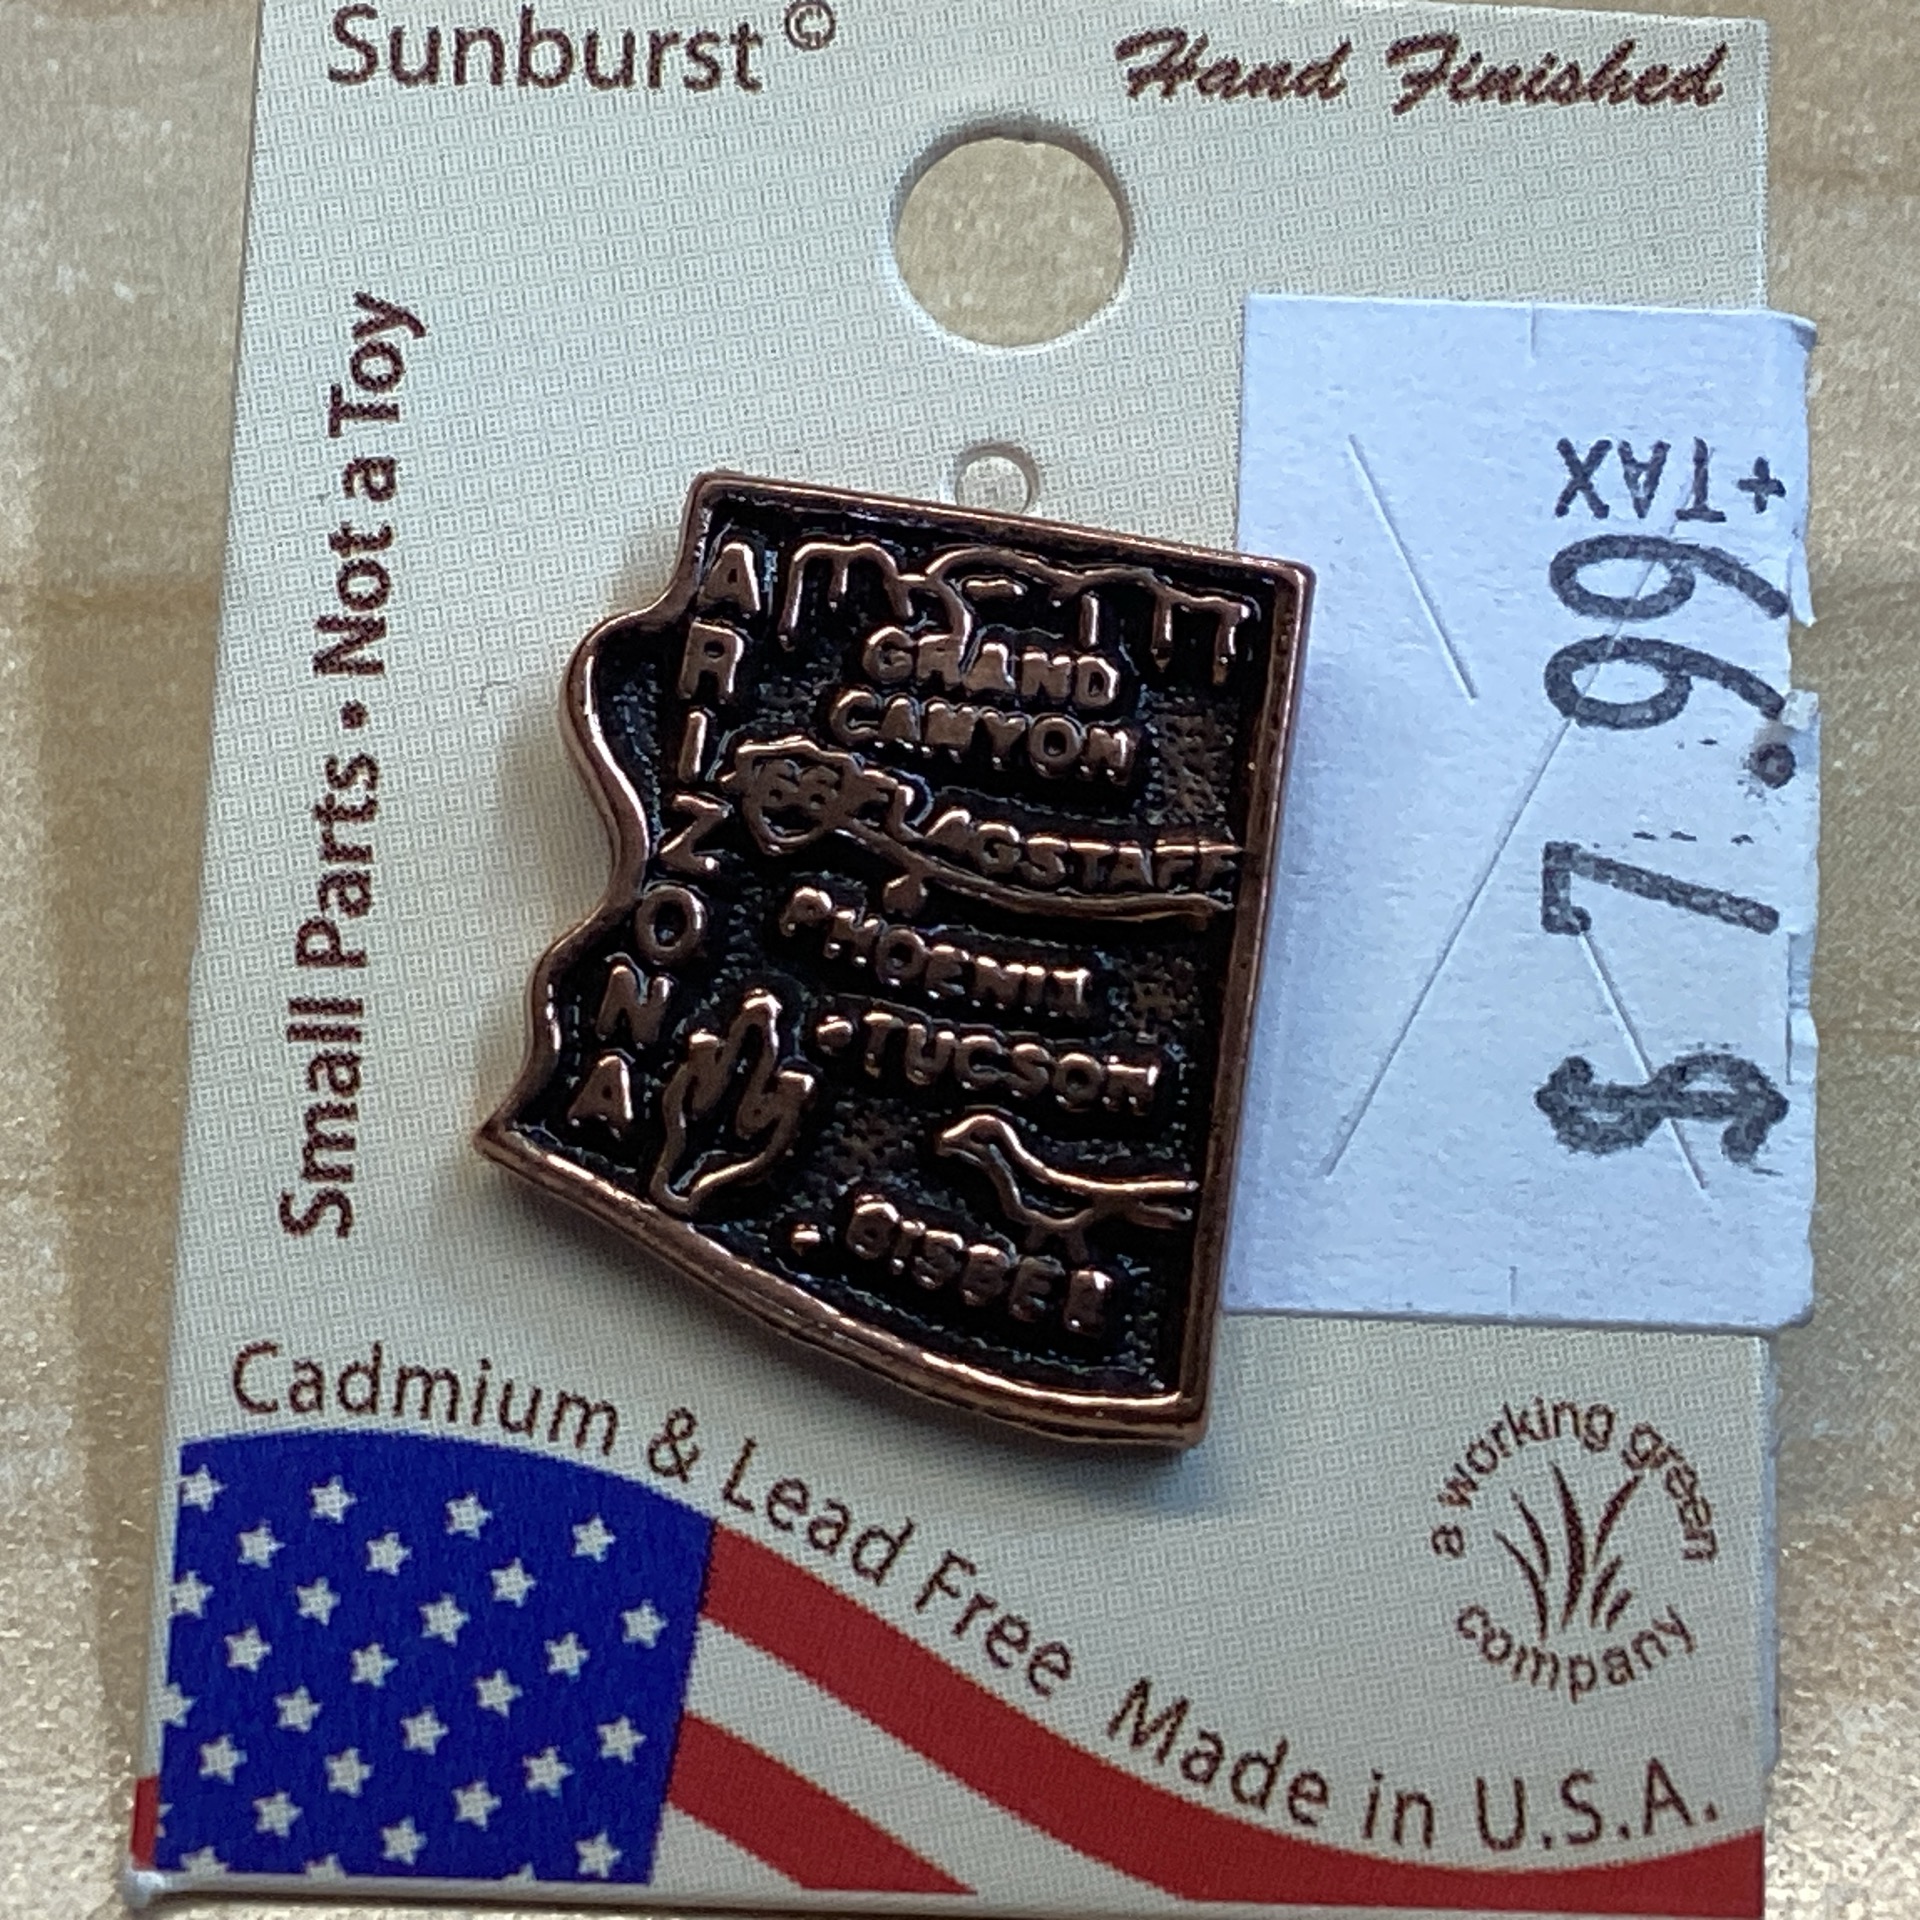 Sunburst©
Hand Finished
Small Parts • Not a Toy
ARIZONA
GRAND
CANYON
66 FLAGSTAFF
PHOENIX
•TUCSON
• BISBEE
$ 7.99
+TAX
Cadmium & Lead Free Made in U.S.A.
a working green
company